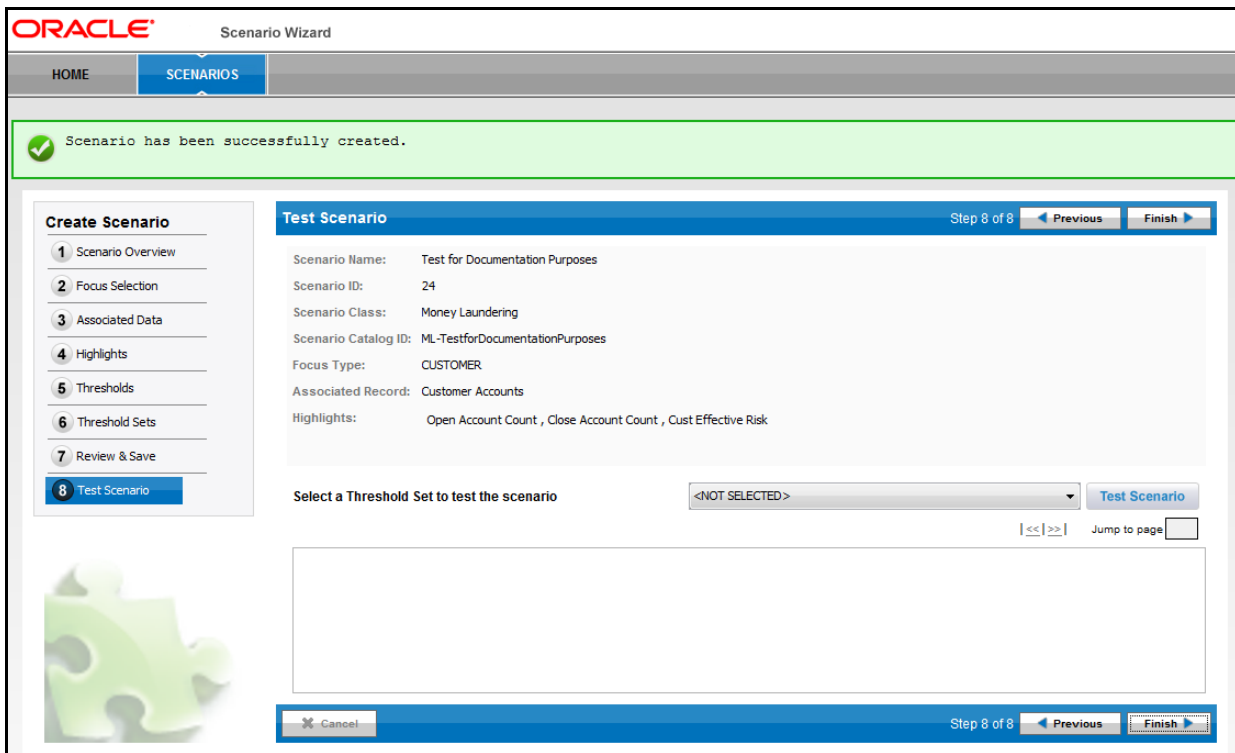 ORACLE Scenario Wizard
HOME SCENARIOS
Scenario has been successfully created.
Create Scenario
1 Scenario Overview
2 Focus Selection
3 Associated Data
4 Highlights
5 Thresholds
6 Threshold Sets
7 Review & Save
8 Test Scenario
Test Scenario Step 8 of 8 Previous Finish
Scenario Name: Test for Documentation Purposes
Scenario ID: 24
Scenario Class: Money Laundering
Scenario Catalog ID: ML-TestforDocumentationPurposes
Focus Type: CUSTOMER
Associated Record: Customer Accounts
Highlights: Open Account Count , Close Account Count , Cust Effective Risk
Select a Threshold Set to test the scenario <NOT SELECTED> Test Scenario
|<<|>>| Jump to page
Cancel Step 8 of 8 Previous Finish